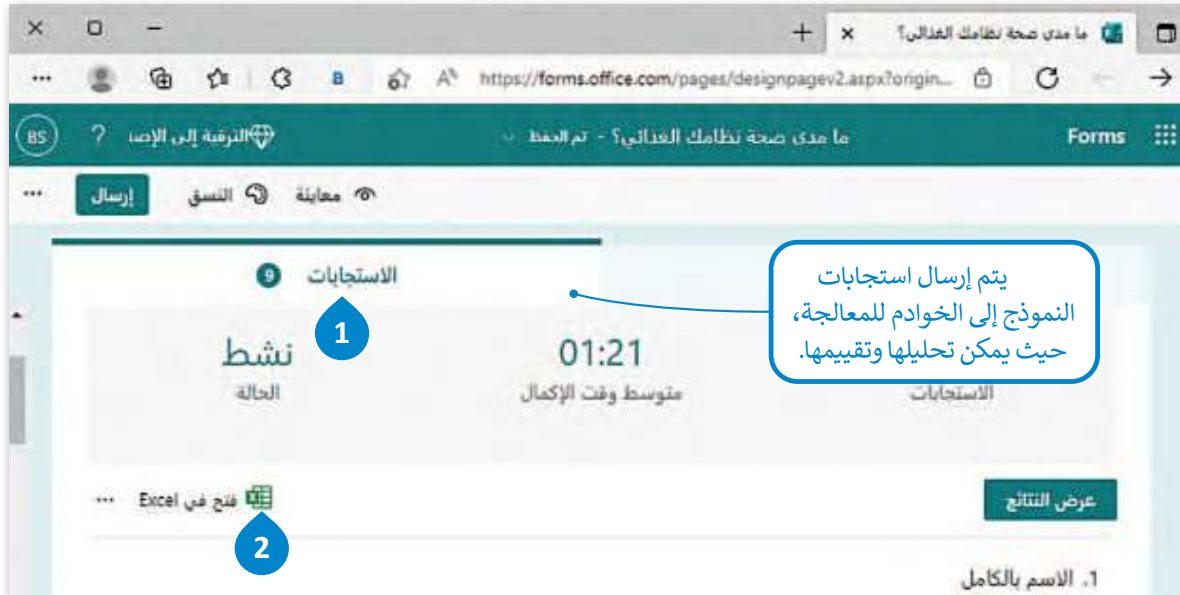 ما مدى صحة نظامك الغذائي؟
https://forms.office.com/pages/designpagev2.aspx?origin...
Forms
ما مدى صحة نظامك الغذائي؟ - تم الحفظ
الترقية إلى الإصد
?
BS
معاينة
النسق
إرسال
الاستجابات 9
1
يتم إرسال استجابات
النموذج إلى الخوادم للمعالجة،
حيث يمكن تحليلها وتقييمها.
الاستجابات
01:21
متوسط وقت الإكمال
نشط
الحالة
عرض النتائج
فتح في Excel
2
1. الاسم بالكامل